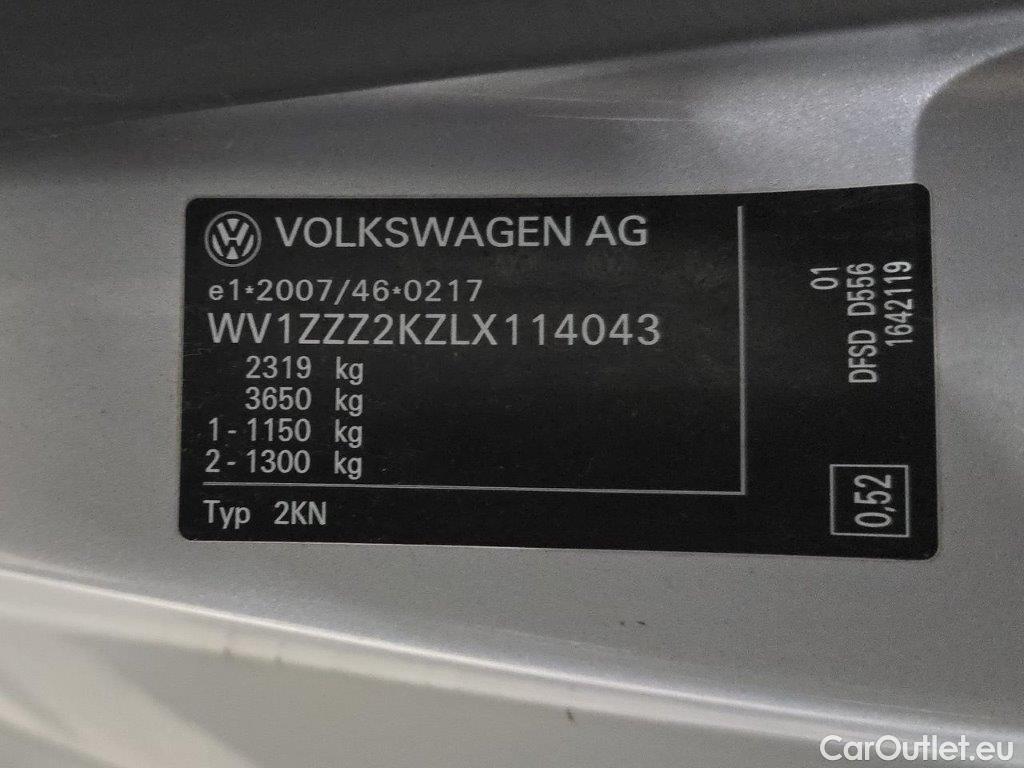 VOLKSWAGEN AG
e1*2007/46*0217
WV1ZZZ2KZLX114043
2319 kg
3650 kg
1 - 1150 kg
2 - 1300 kg
Typ 2KN
01
DFSD D556
1642119
0,52
CarOutlet.eu